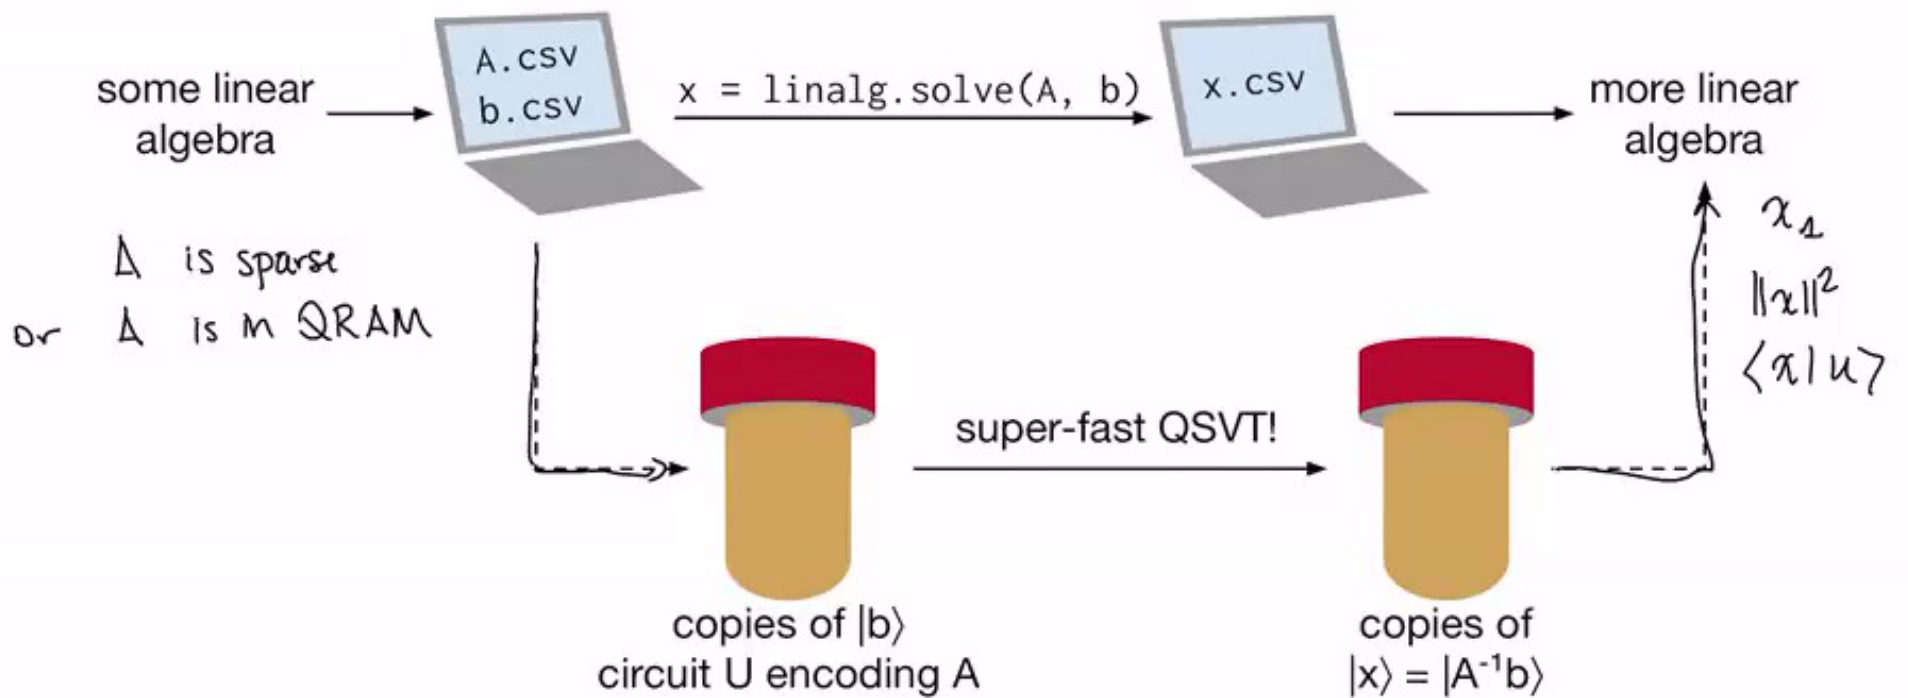 some linear
algebra
A.csv
b.csv
x = linalg.solve(A, b)
x.csv
more linear
algebra
A is sparse
or A is in QRAM
x₁
||x||²
⟨x|u⟩
super-fast QSVT!
copies of |b⟩
circuit U encoding A
copies of
|x⟩ = |A⁻¹b⟩